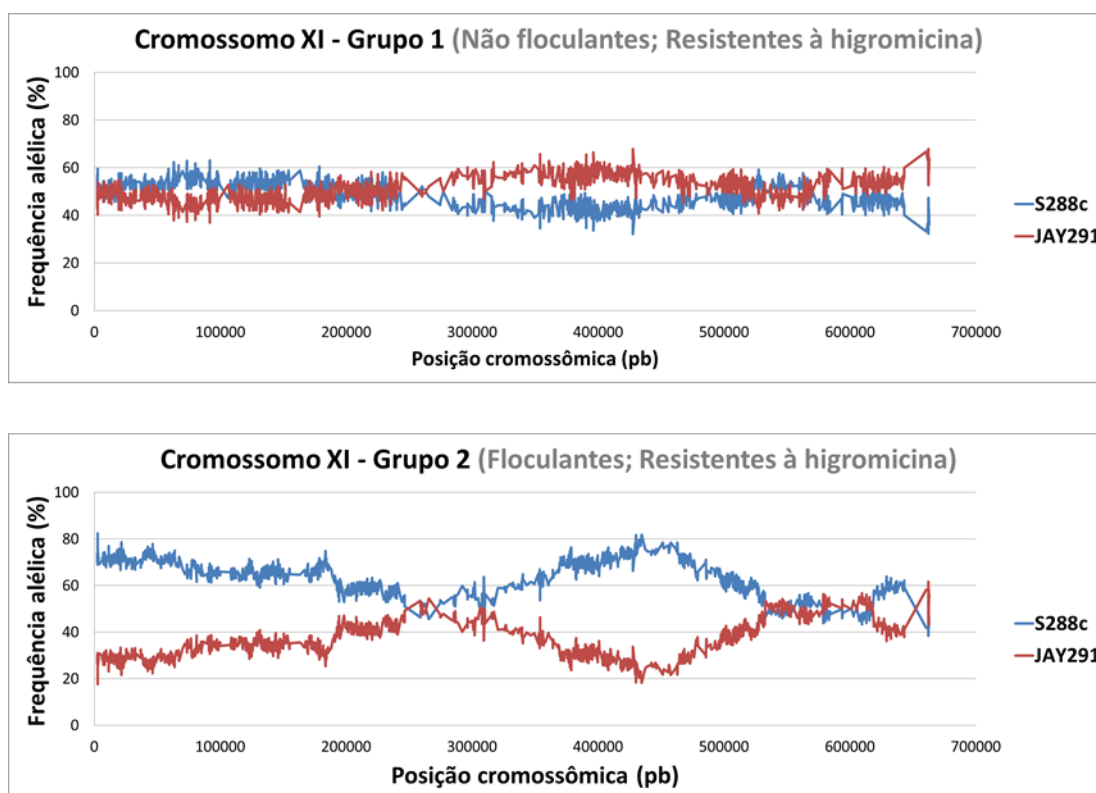 Cromossomo XI - Grupo 1 (Não floculantes; Resistentes à higromicina)
Frequência alélica (%)
100
80
60
40
20
0
0 100000 200000 300000 400000 500000 600000 700000
Posição cromossômica (pb)
S288c
JAY291
Cromossomo XI - Grupo 2 (Floculantes; Resistentes à higromicina)
Frequência alélica (%)
100
80
60
40
20
0
0 100000 200000 300000 400000 500000 600000 700000
Posição cromossômica (pb)
S288c
JAY291